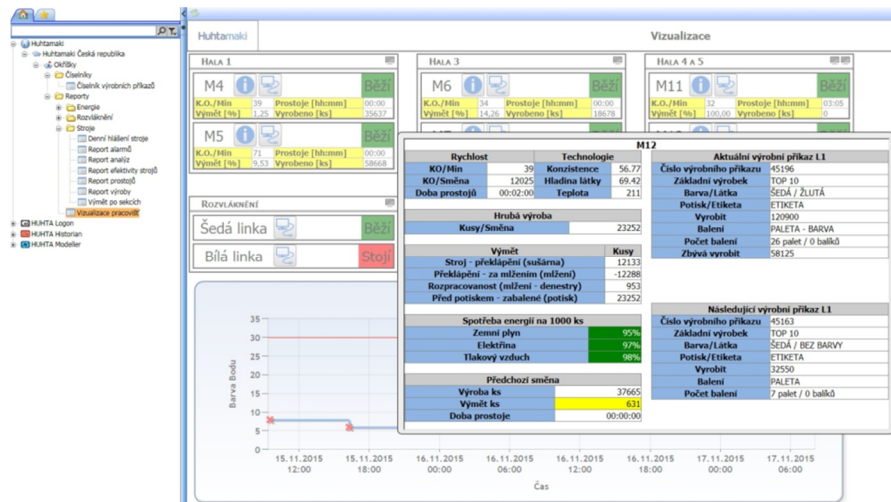 Huhtamaki
Huhtamaki Česká republika
Okříšky
Číselníky
Číselník výrobních příkazů
Reporty
Energie
Rozvláknění
Stroje
Denní hlášení stroje
Report alarmů
Report analýz
Report efektivity strojů
Report prostojů
Report výroby
Výmět po sekcích
Vizualizace pracovišť
HUHTA Logon
HUHTA Historian
HUHTA Modelier
Huhtamaki
Vizualizace
HALA 1
M4 Běží
K.O./Min 39 Prostoje [hh:mm] 00:00
Výmět [%] 1,25 Vyrobeno [ks] 35637
M5 Běží
K.O./Min 71 Prostoje [hh:mm] 00:00
Výmět [%] 9,53 Vyrobeno [ks] 58668
HALA 3
M6 Běží
K.O./Min 34 Prostoje [hh:mm] 00:00
Výmět [%] 14,26 Vyrobeno [ks] 18678
HALA 4 A 5
M11 Běží
K.O./Min 32 Prostoje [hh:mm] 03:05
Výmět [%] 100,00 Vyrobeno [ks] 0
ROZVLÁKNĚNÍ
Šedá linka Běží
Bílá linka Stojí
M12
Rychlost Technologie
KO/Min 39 Konzistence 56.77
KO/Směna 12025 Hladina látky 69.42
Doba prostojů 00:02:00 Teplota 211
Hrubá výroba
Kusy/Směna 23252
Výmět Kusy
Stroj - překlápění (sušárna) 12133
Překlápění - za mlžením (mlžení) -12288
Rozpracovanost (mlžení - denestry) 953
Před potiskem - zabalené (potisk) 23252
Spotřeba energií na 1000 ks
Zemní plyn 95%
Elektřina 97%
Tlakový vzduch 98%
Předchozí směna
Výroba ks 37665
Výmět ks 631
Doba prostoje 00:00:00
Aktuální výrobní příkaz L1
Číslo výrobního příkazu 45196
Základní výrobek TOP 10
Barva/Látka ŠEDÁ / ŽLUTÁ
Potisk/Etiketa ETIKETA
Vyrobit 120900
Balení PALETA - BARVA
Počet balení 26 palet / 0 balíků
Zbývá vyrobit 58125
Následující výrobní příkaz L1
Číslo výrobního příkazu 45163
Základní výrobek TOP 10
Barva/Látka ŠEDÁ / BEZ BARVY
Potisk/Etiketa ETIKETA
Vyrobit 32550
Balení PALETA
Počet balení 7 palet / 0 balíků
Barva Bodu
35
30
25
20
15
10
5
0
15.11.2015 15.11.2015 16.11.2015 16.11.2015 16.11.2015 16.11.2015 17.11.2015 17.11.2015
12:00 18:00 00:00 06:00 12:00 18:00 00:00 06:00
Čas